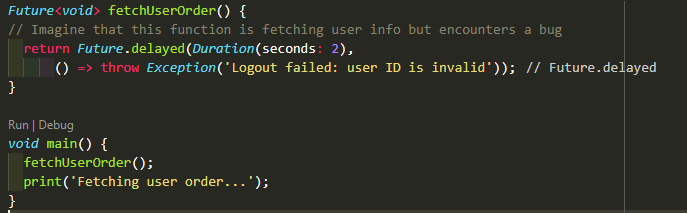 Future<void> fetchUserOrder() {
// Imagine that this function is fetching user info but encounters a bug
return Future.delayed(Duration(seconds: 2),
() => throw Exception('Logout failed: user ID is invalid')); // Future.delayed
}
Run | Debug
void main() {
fetchUserOrder();
print('Fetching user order...');
}